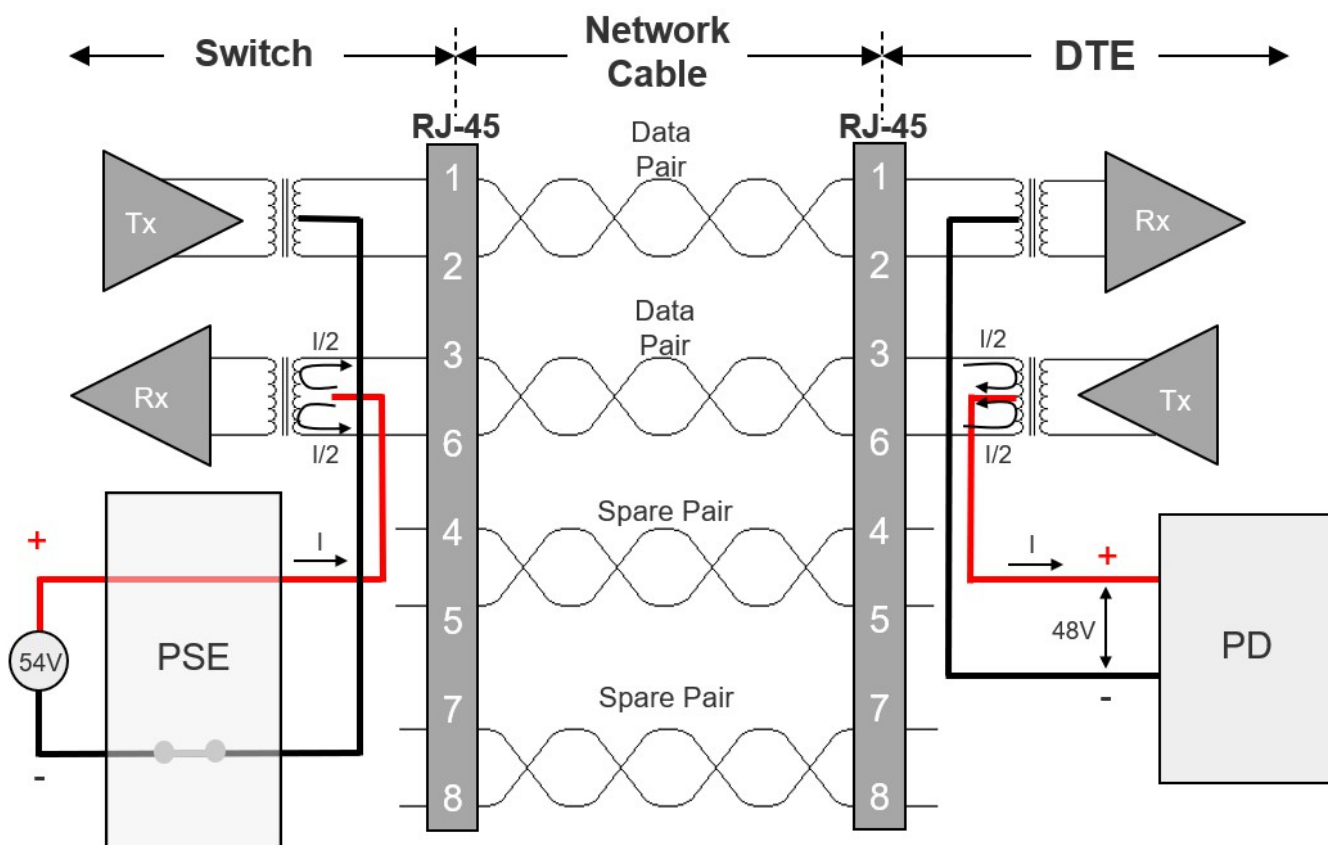 Switch
Network
Cable
DTE
RJ-45
RJ-45
Data
Pair
1
1
Tx
Rx
2
2
Data
Pair
I/2
3
3
I/2
Rx
Tx
6
6
I/2
I/2
Spare Pair
4
4
+
I
I
+
5
5
54V
PSE
48V
PD
Spare Pair
7
7
-
-
8
8